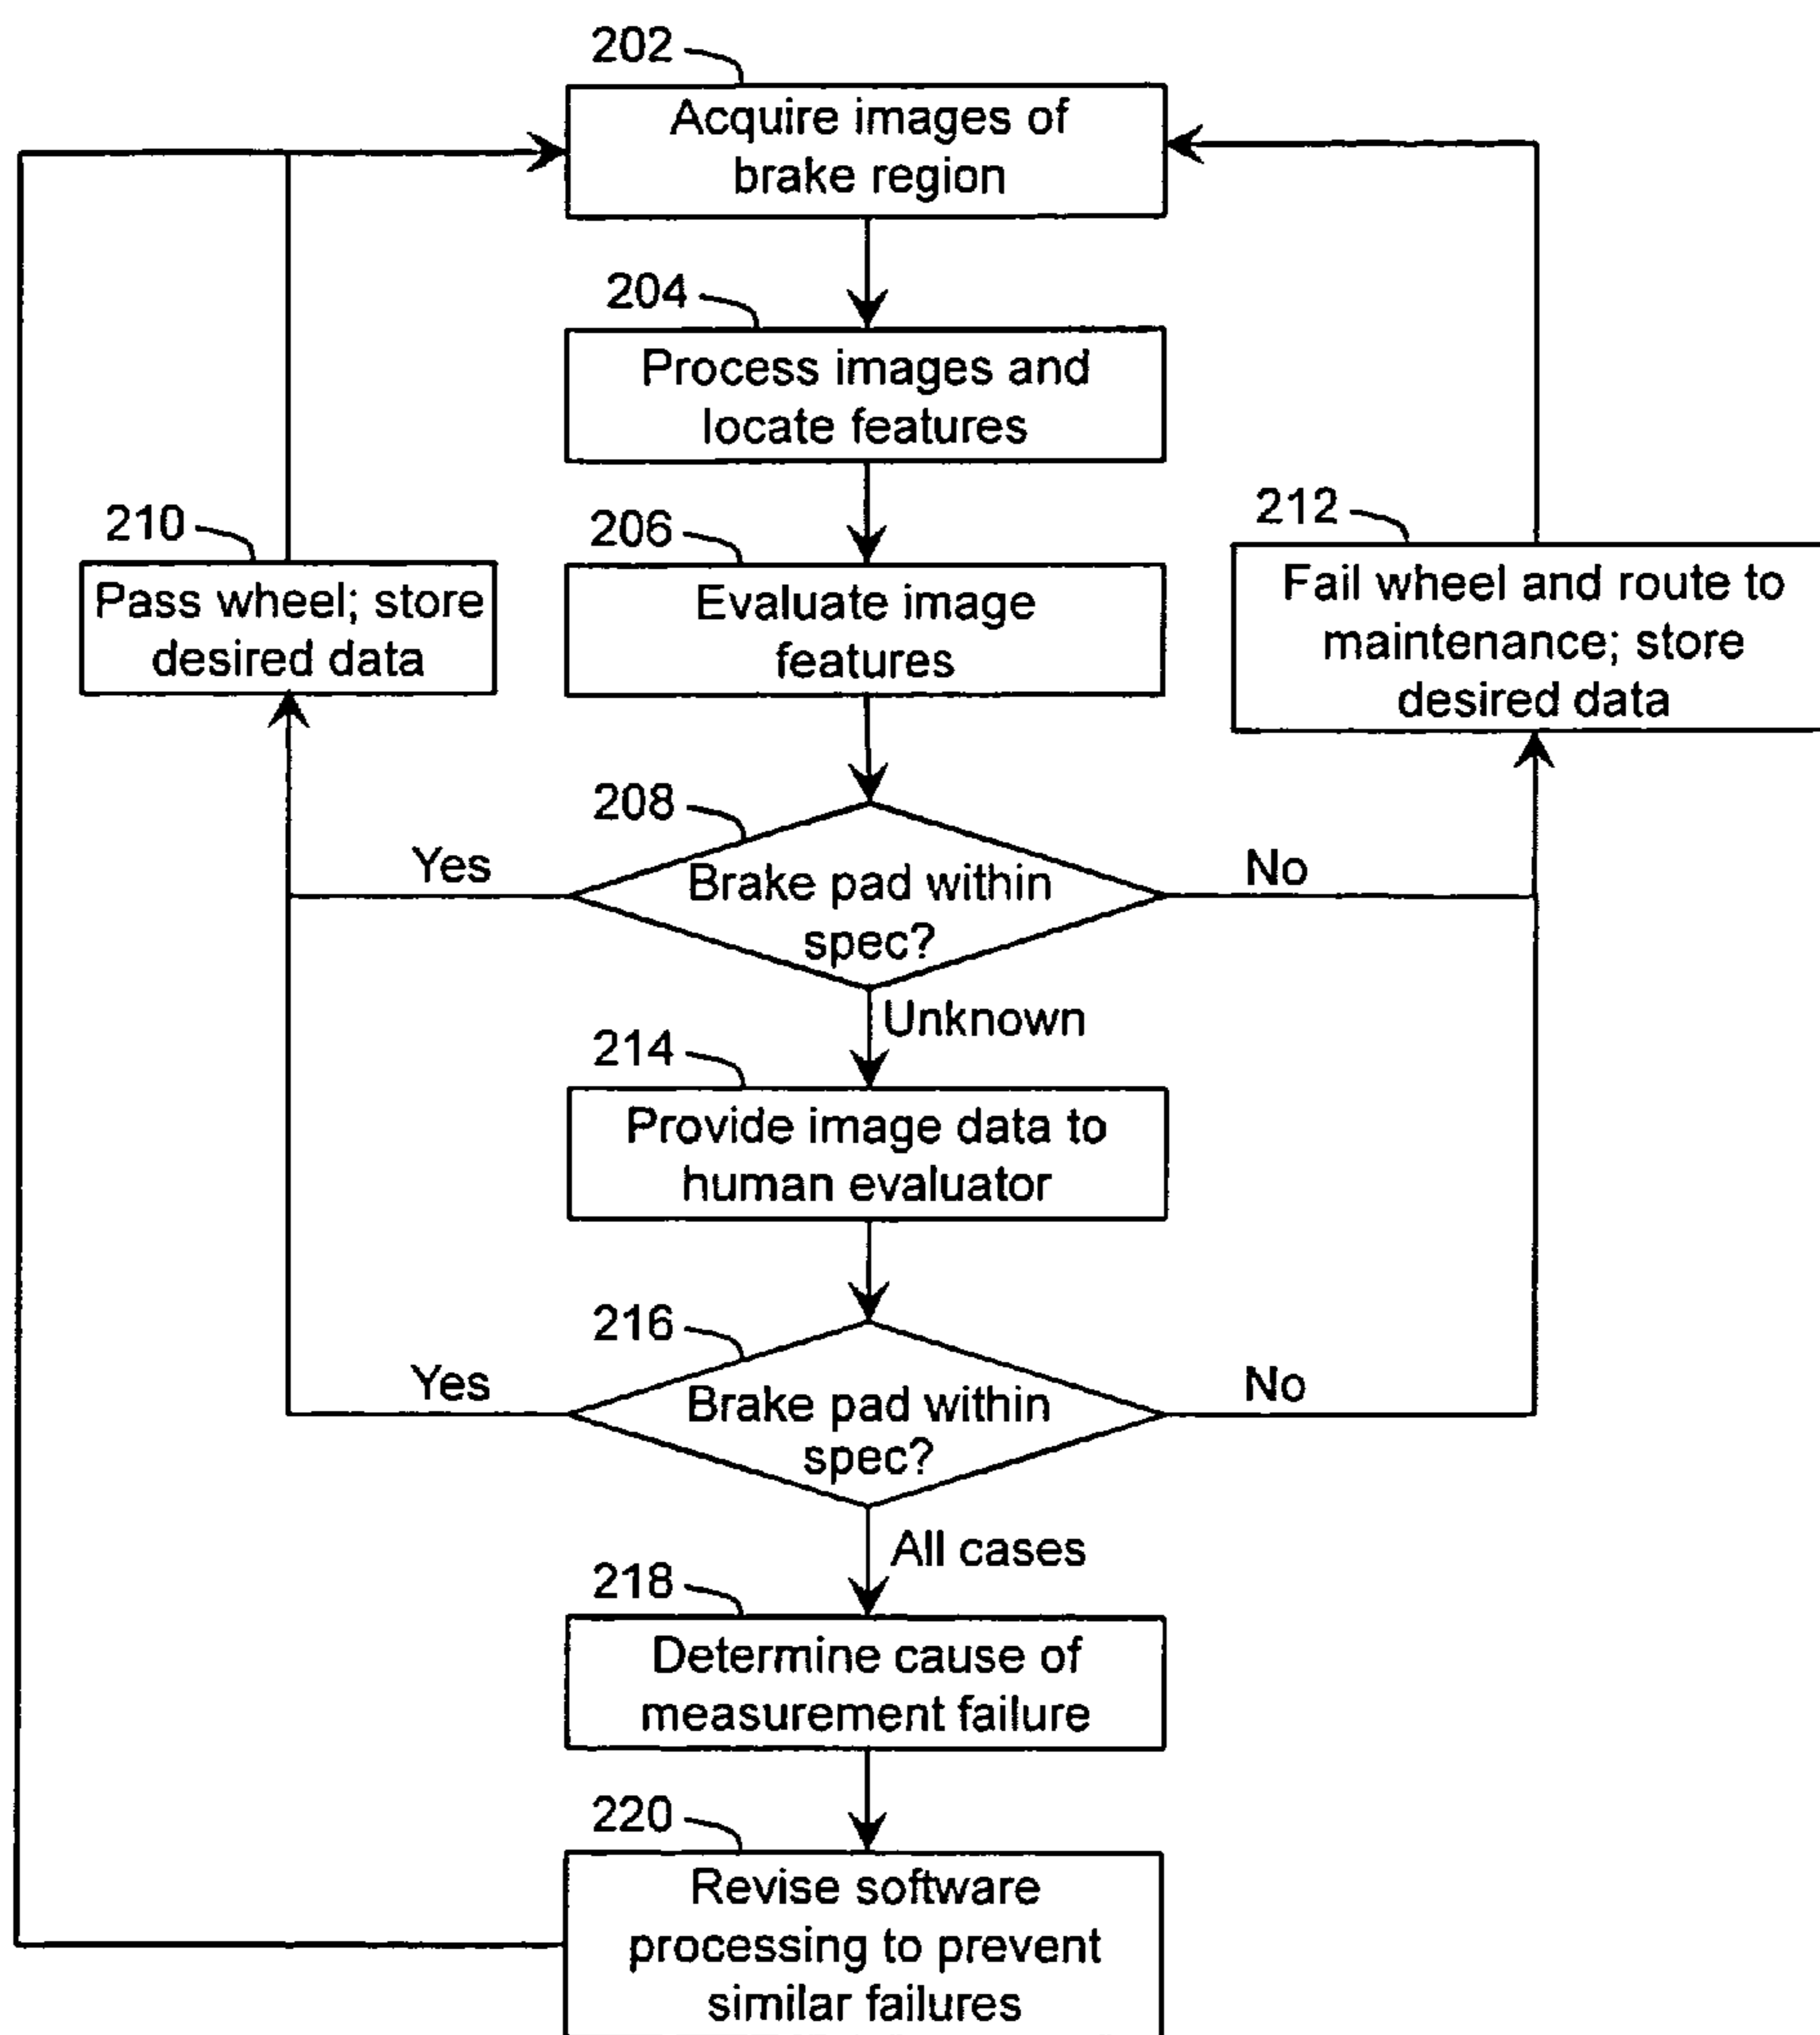 202
Acquire images of
brake region
204
Process images and
locate features
210
Pass wheel; store
desired data
206
Evaluate image
features
212
Fail wheel and route to
maintenance; store
desired data
208
Yes
Brake pad within
spec?
No
Unknown
214
Provide image data to
human evaluator
216
Yes
Brake pad within
spec?
No
All cases
218
Determine cause of
measurement failure
220
Revise software
processing to prevent
similar failures